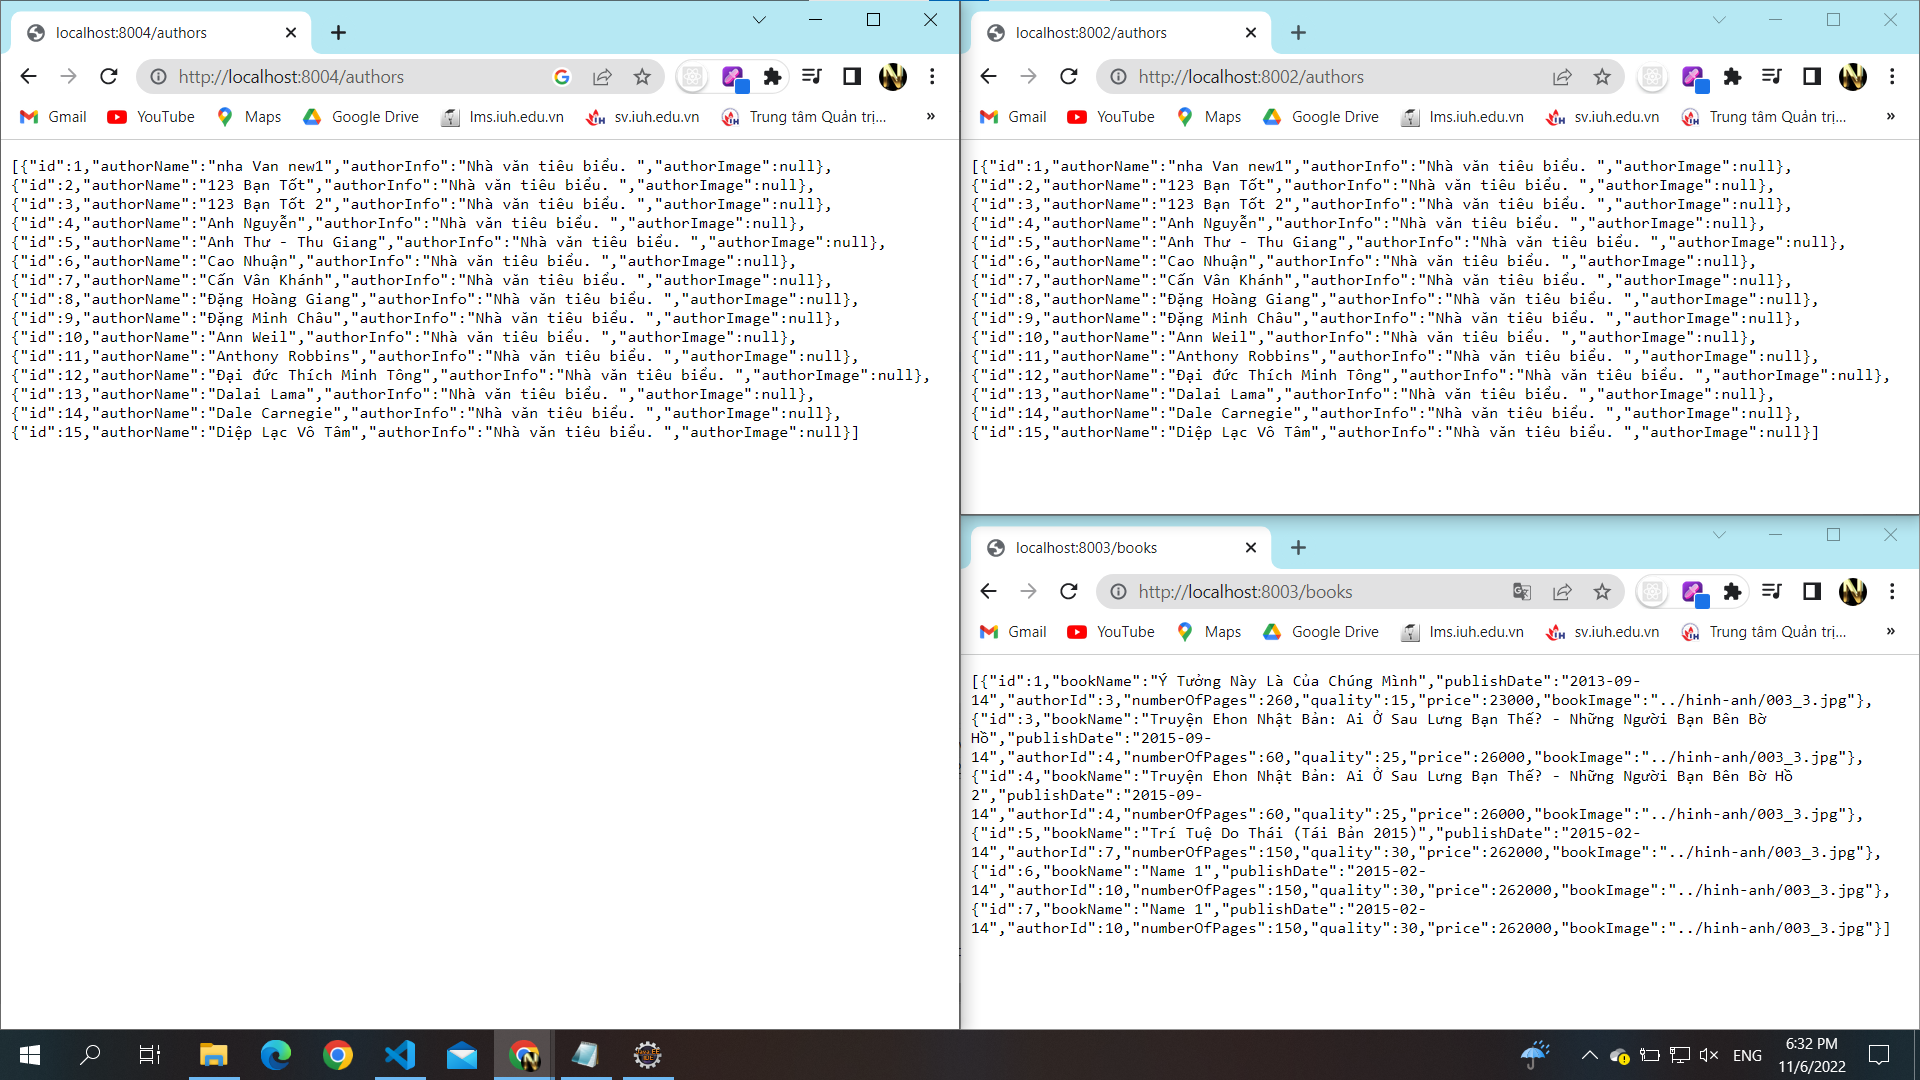 localhost:8004/authors
http://localhost:8004/authors
Gmail YouTube Maps Google Drive lms.iuh.edu.vn sv.iuh.edu.vn Trung tâm Quản trị... »
[{"id":1,"authorName":"nha Van new1","authorInfo":"Nhà văn tiêu biểu. ","authorImage":null},
{"id":2,"authorName":"123 Bạn Tốt","authorInfo":"Nhà văn tiêu biểu. ","authorImage":null},
{"id":3,"authorName":"123 Bạn Tốt 2","authorInfo":"Nhà văn tiêu biểu. ","authorImage":null},
{"id":4,"authorName":"Anh Nguyễn","authorInfo":"Nhà văn tiêu biểu. ","authorImage":null},
{"id":5,"authorName":"Anh Thư - Thu Giang","authorInfo":"Nhà văn tiêu biểu. ","authorImage":null},
{"id":6,"authorName":"Cao Nhuận","authorInfo":"Nhà văn tiêu biểu. ","authorImage":null},
{"id":7,"authorName":"Cấn Vân Khánh","authorInfo":"Nhà văn tiêu biểu. ","authorImage":null},
{"id":8,"authorName":"Đặng Hoàng Giang","authorInfo":"Nhà văn tiêu biểu. ","authorImage":null},
{"id":9,"authorName":"Đặng Minh Châu","authorInfo":"Nhà văn tiêu biểu. ","authorImage":null},
{"id":10,"authorName":"Ann Weil","authorInfo":"Nhà văn tiêu biểu. ","authorImage":null},
{"id":11,"authorName":"Anthony Robbins","authorInfo":"Nhà văn tiêu biểu. ","authorImage":null},
{"id":12,"authorName":"Đại đức Thích Minh Tông","authorInfo":"Nhà văn tiêu biểu. ","authorImage":null},
{"id":13,"authorName":"Dalai Lama","authorInfo":"Nhà văn tiêu biểu. ","authorImage":null},
{"id":14,"authorName":"Dale Carnegie","authorInfo":"Nhà văn tiêu biểu. ","authorImage":null},
{"id":15,"authorName":"Diệp Lạc Vô Tâm","authorInfo":"Nhà văn tiêu biểu. ","authorImage":null}]
localhost:8002/authors
http://localhost:8002/authors
Gmail YouTube Maps Google Drive lms.iuh.edu.vn sv.iuh.edu.vn Trung tâm Quản trị... »
[{"id":1,"authorName":"nha Van new1","authorInfo":"Nhà văn tiêu biểu. ","authorImage":null},
{"id":2,"authorName":"123 Bạn Tốt","authorInfo":"Nhà văn tiêu biểu. ","authorImage":null},
{"id":3,"authorName":"123 Bạn Tốt 2","authorInfo":"Nhà văn tiêu biểu. ","authorImage":null},
{"id":4,"authorName":"Anh Nguyễn","authorInfo":"Nhà văn tiêu biểu. ","authorImage":null},
{"id":5,"authorName":"Anh Thư - Thu Giang","authorInfo":"Nhà văn tiêu biểu. ","authorImage":null},
{"id":6,"authorName":"Cao Nhuận","authorInfo":"Nhà văn tiêu biểu. ","authorImage":null},
{"id":7,"authorName":"Cấn Vân Khánh","authorInfo":"Nhà văn tiêu biểu. ","authorImage":null},
{"id":8,"authorName":"Đặng Hoàng Giang","authorInfo":"Nhà văn tiêu biểu. ","authorImage":null},
{"id":9,"authorName":"Đặng Minh Châu","authorInfo":"Nhà văn tiêu biểu. ","authorImage":null},
{"id":10,"authorName":"Ann Weil","authorInfo":"Nhà văn tiêu biểu. ","authorImage":null},
{"id":11,"authorName":"Anthony Robbins","authorInfo":"Nhà văn tiêu biểu. ","authorImage":null},
{"id":12,"authorName":"Đại đức Thích Minh Tông","authorInfo":"Nhà văn tiêu biểu. ","authorImage":null},
{"id":13,"authorName":"Dalai Lama","authorInfo":"Nhà văn tiêu biểu. ","authorImage":null},
{"id":14,"authorName":"Dale Carnegie","authorInfo":"Nhà văn tiêu biểu. ","authorImage":null},
{"id":15,"authorName":"Diệp Lạc Vô Tâm","authorInfo":"Nhà văn tiêu biểu. ","authorImage":null}]
localhost:8003/books
http://localhost:8003/books
Gmail YouTube Maps Google Drive lms.iuh.edu.vn sv.iuh.edu.vn Trung tâm Quản trị... »
[{"id":1,"bookName":"Ý Tưởng Này Là Của Chúng Mình","publishDate":"2013-09-
14","authorId":3,"numberOfPages":260,"quality":15,"price":23000,"bookImage":"../hinh-anh/003_3.jpg"},
{"id":3,"bookName":"Truyện Ehon Nhật Bản: Ai Ở Sau Lưng Bạn Thế? - Những Người Bạn Bên Bờ
Hồ","publishDate":"2015-09-
14","authorId":4,"numberOfPages":60,"quality":25,"price":26000,"bookImage":"../hinh-anh/003_3.jpg"},
{"id":4,"bookName":"Truyện Ehon Nhật Bản: Ai Ở Sau Lưng Bạn Thế? - Những Người Bạn Bên Bờ Hồ
2","publishDate":"2015-09-
14","authorId":4,"numberOfPages":60,"quality":25,"price":26000,"bookImage":"../hinh-anh/003_3.jpg"},
{"id":5,"bookName":"Trí Tuệ Do Thái (Tái Bản 2015)","publishDate":"2015-02-
14","authorId":7,"numberOfPages":150,"quality":30,"price":262000,"bookImage":"../hinh-anh/003_3.jpg"},
{"id":6,"bookName":"Name 1","publishDate":"2015-02-
14","authorId":10,"numberOfPages":150,"quality":30,"price":262000,"bookImage":"../hinh-anh/003_3.jpg"},
{"id":7,"bookName":"Name 1","publishDate":"2015-02-
14","authorId":10,"numberOfPages":150,"quality":30,"price":262000,"bookImage":"../hinh-anh/003_3.jpg"}]
ENG
6:32 PM
11/6/2022